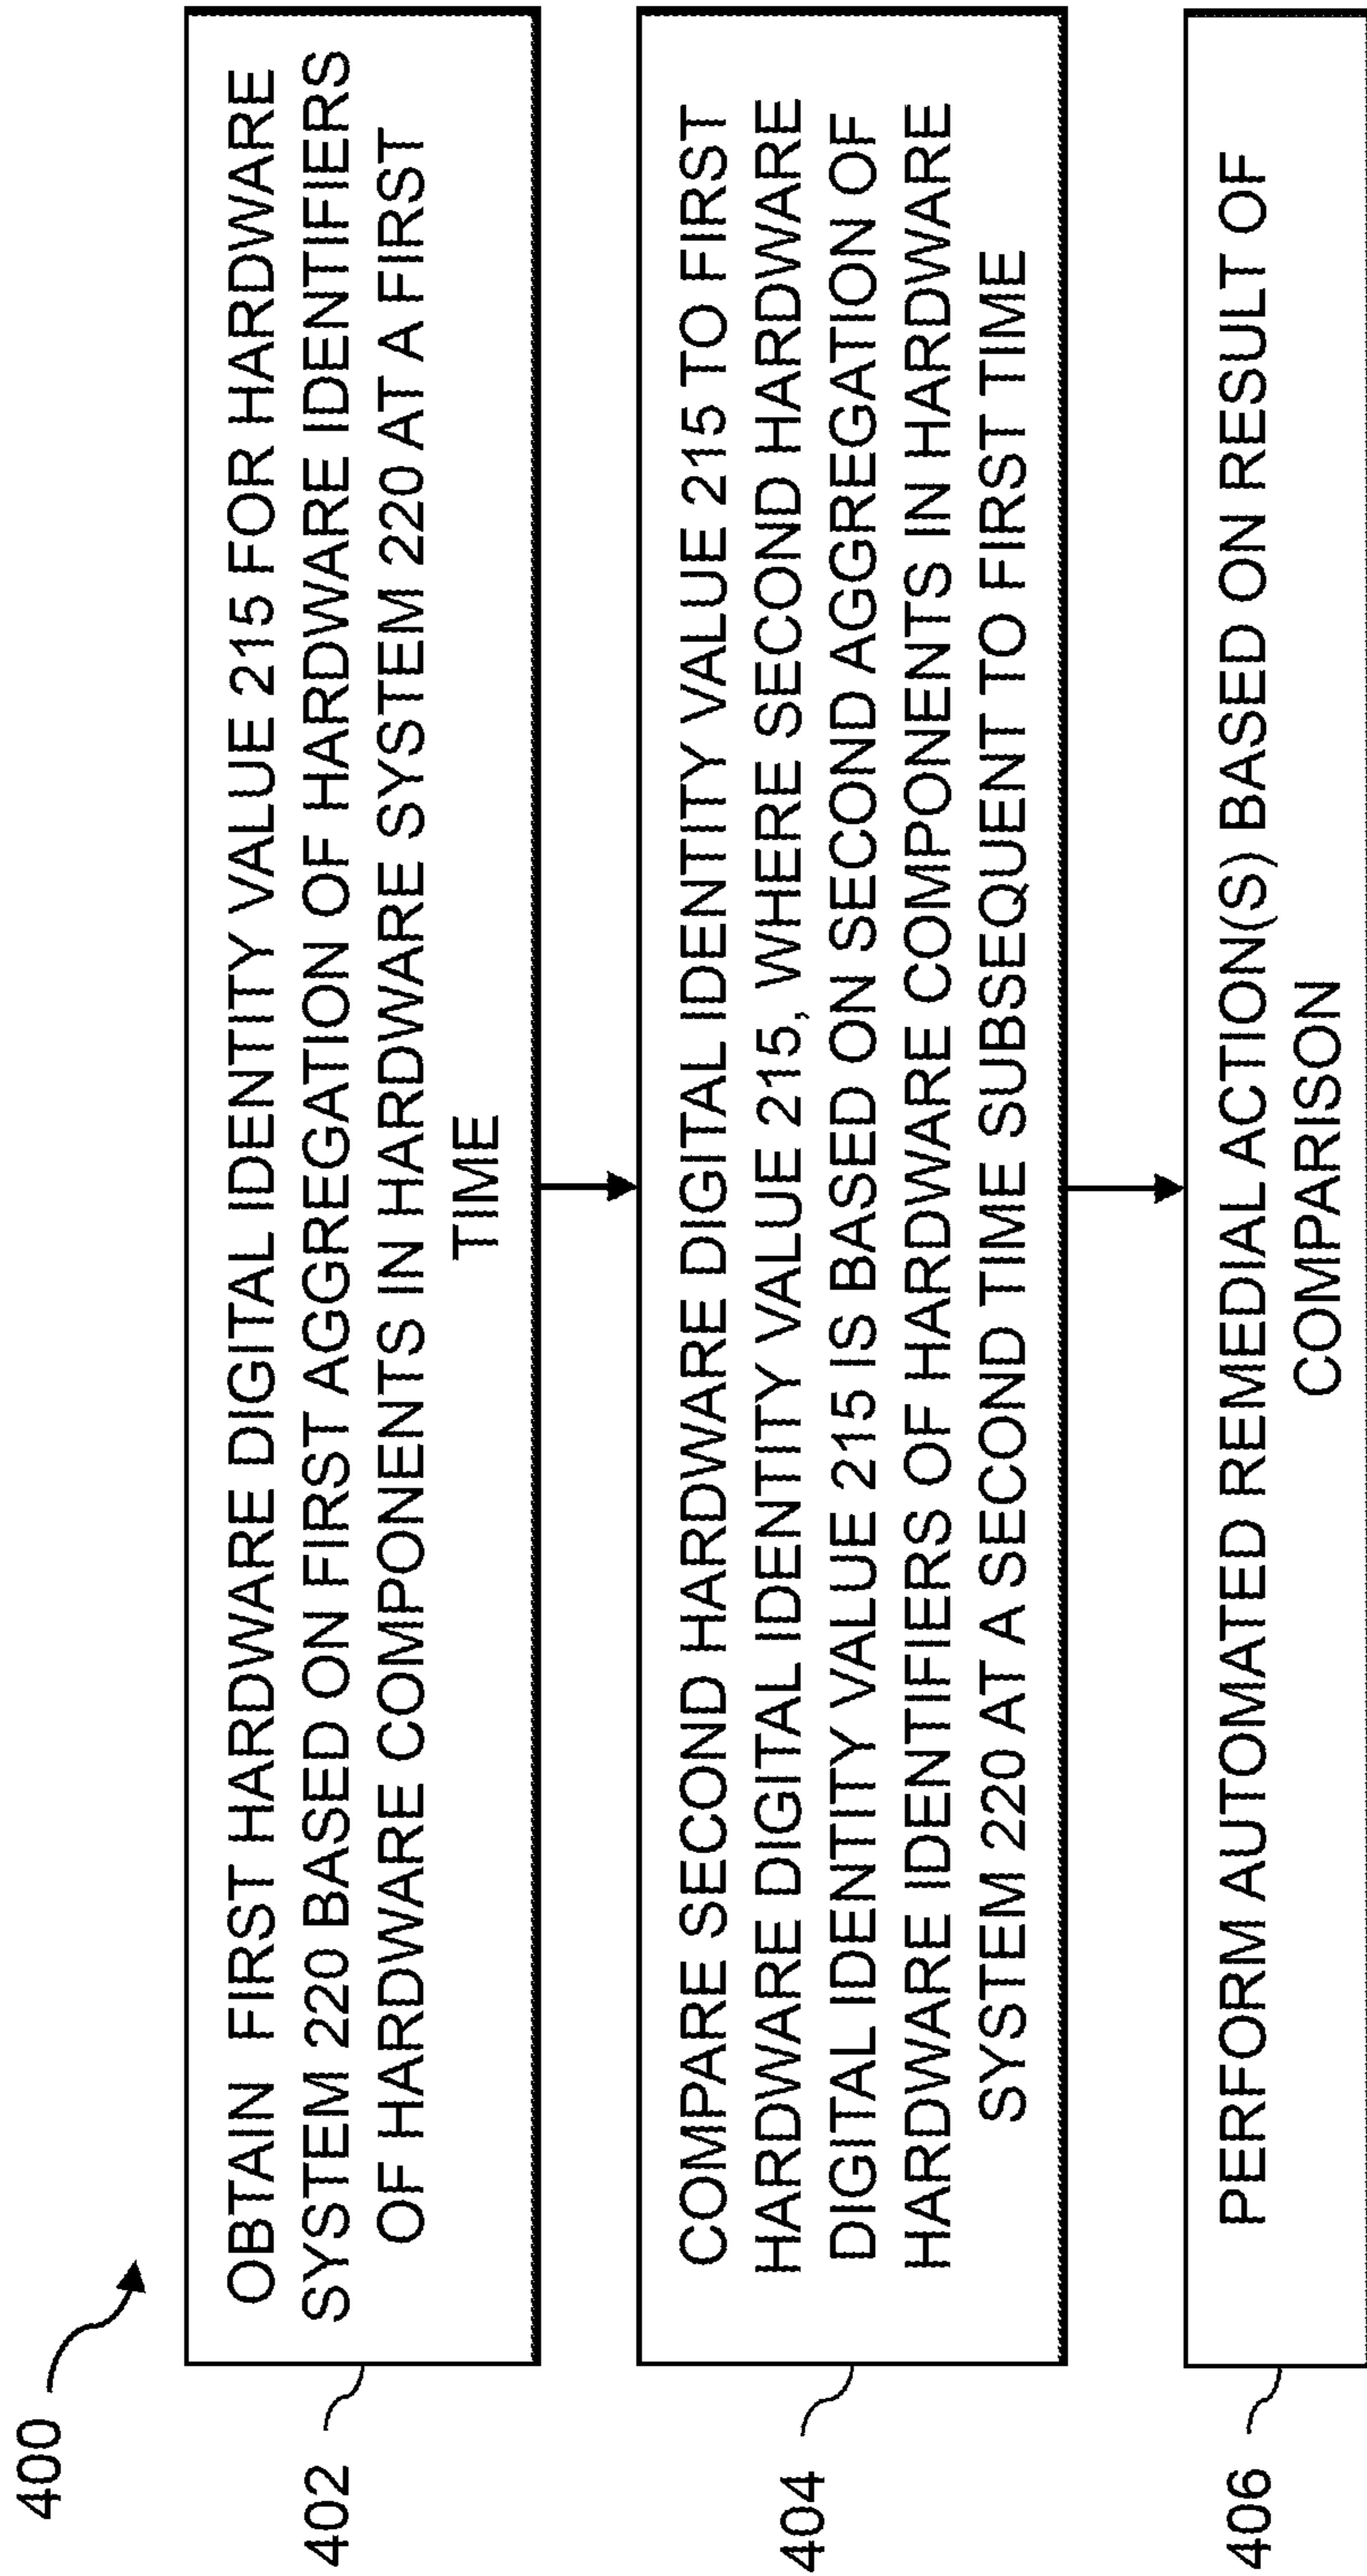 400
402
OBTAIN FIRST HARDWARE DIGITAL IDENTITY VALUE 215 FOR HARDWARE
SYSTEM 220 BASED ON FIRST AGGREGATION OF HARDWARE IDENTIFIERS
OF HARDWARE COMPONENTS IN HARDWARE SYSTEM 220 AT A FIRST
TIME
404
COMPARE SECOND HARDWARE DIGITAL IDENTITY VALUE 215 TO FIRST
HARDWARE DIGITAL IDENTITY VALUE 215, WHERE SECOND HARDWARE
DIGITAL IDENTITY VALUE 215 IS BASED ON SECOND AGGREGATION OF
HARDWARE IDENTIFIERS OF HARDWARE COMPONENTS IN HARDWARE
SYSTEM 220 AT A SECOND TIME SUBSEQUENT TO FIRST TIME
406
PERFORM AUTOMATED REMEDIAL ACTION(S) BASED ON RESULT OF
COMPARISON